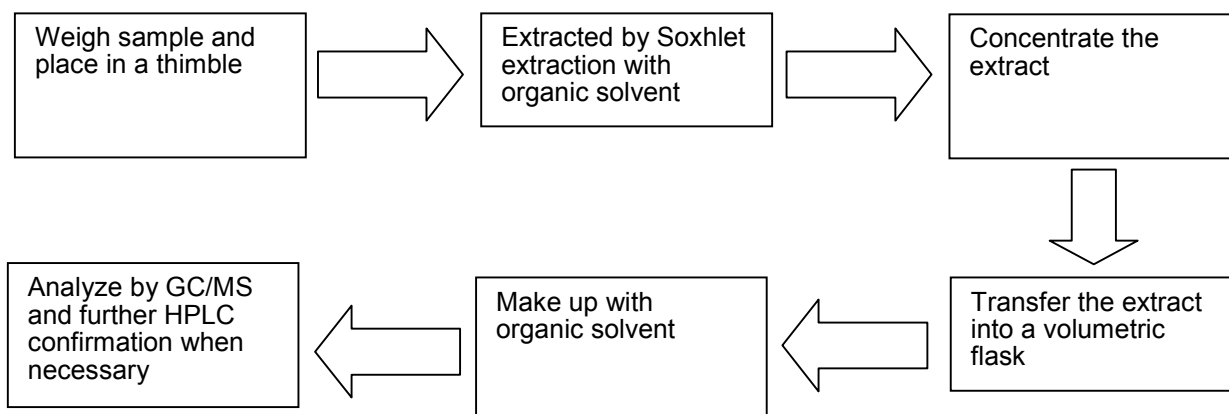 Weigh sample and
place in a thimble
Extracted by Soxhlet
extraction with
organic solvent
Concentrate the
extract
Transfer the extract
into a volumetric
flask
Make up with
organic solvent
Analyze by GC/MS
and further HPLC
confirmation when
necessary